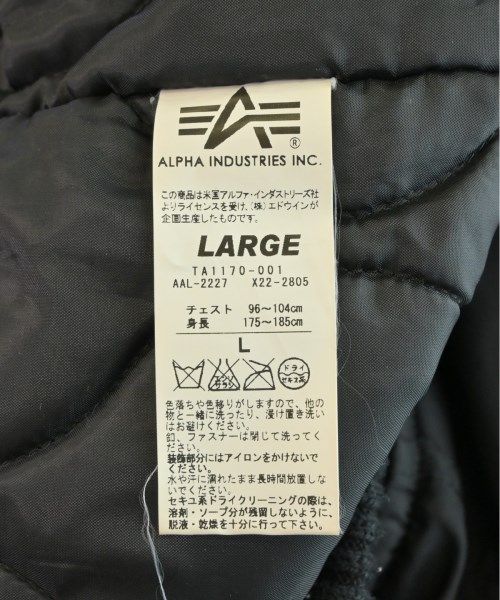 ®
ALPHA INDUSTRIES INC.
この商品は米国アルファ・インダストリーズ社
よりライセンスを受け、(株)エドウインが
企画生産したものです。
LARGE
TA1170-001
AAL-2227 X22-2805
チェスト 96～104cm
身長 175～185cm
L
ドライ
セキユ系
色落ちや色移りがしますので、他の
物と一緒に洗ったり、浸け置き洗い
はお避けください。
釦、ファスナーは閉じて洗ってく
ださい。
装飾部分にはアイロンをかけないで
ください。
水や汗に濡れたまま長時間放置しな
いでください。
セキユ系ドライクリーニングの際は、
溶剤・ソープ分が残留しないように、
脱液・乾燥を十分に行って下さい。